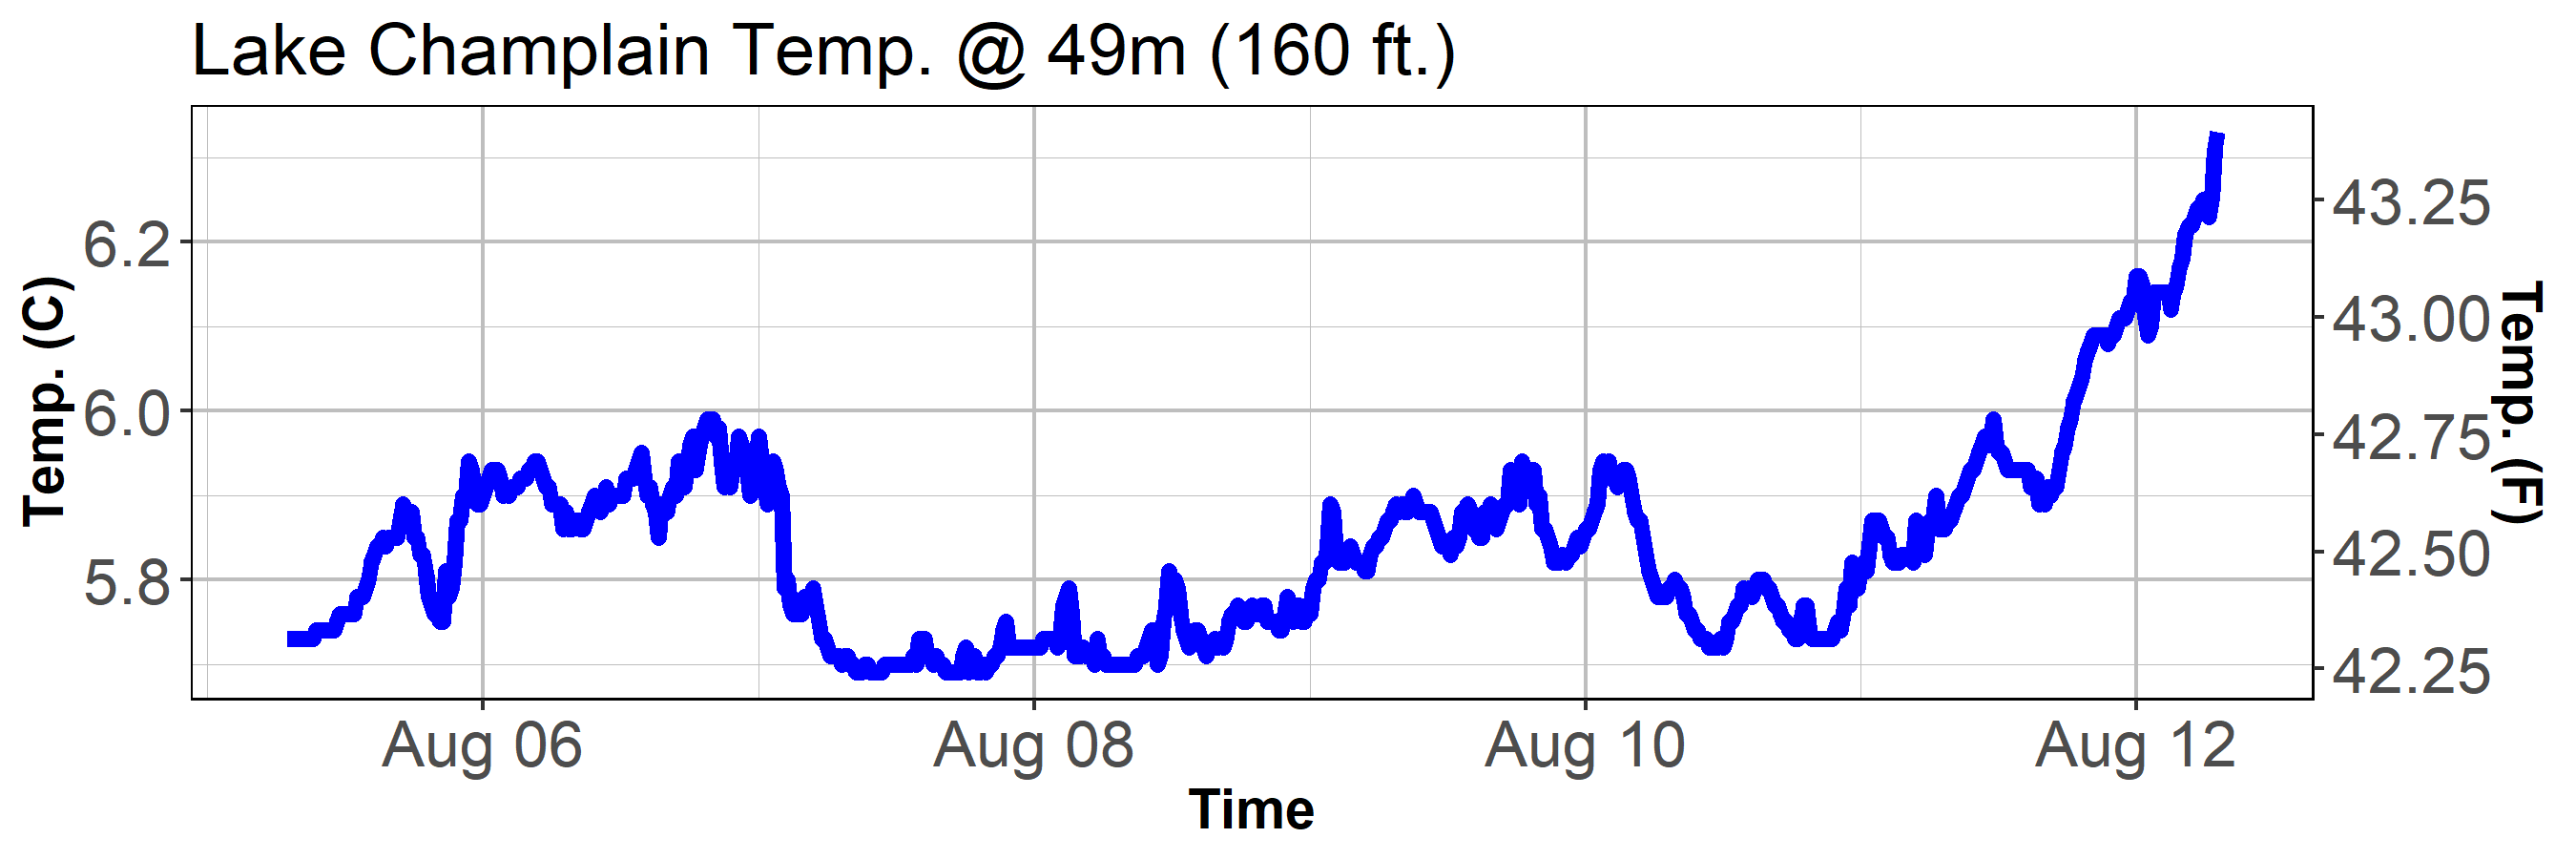 Lake Champlain Temp. @ 49m (160 ft.)
Temp. (C)
6.2
6.0
5.8
43.25
43.00
42.75
42.50
42.25
Temp. (F)
Aug 06
Aug 08
Aug 10
Aug 12
Time